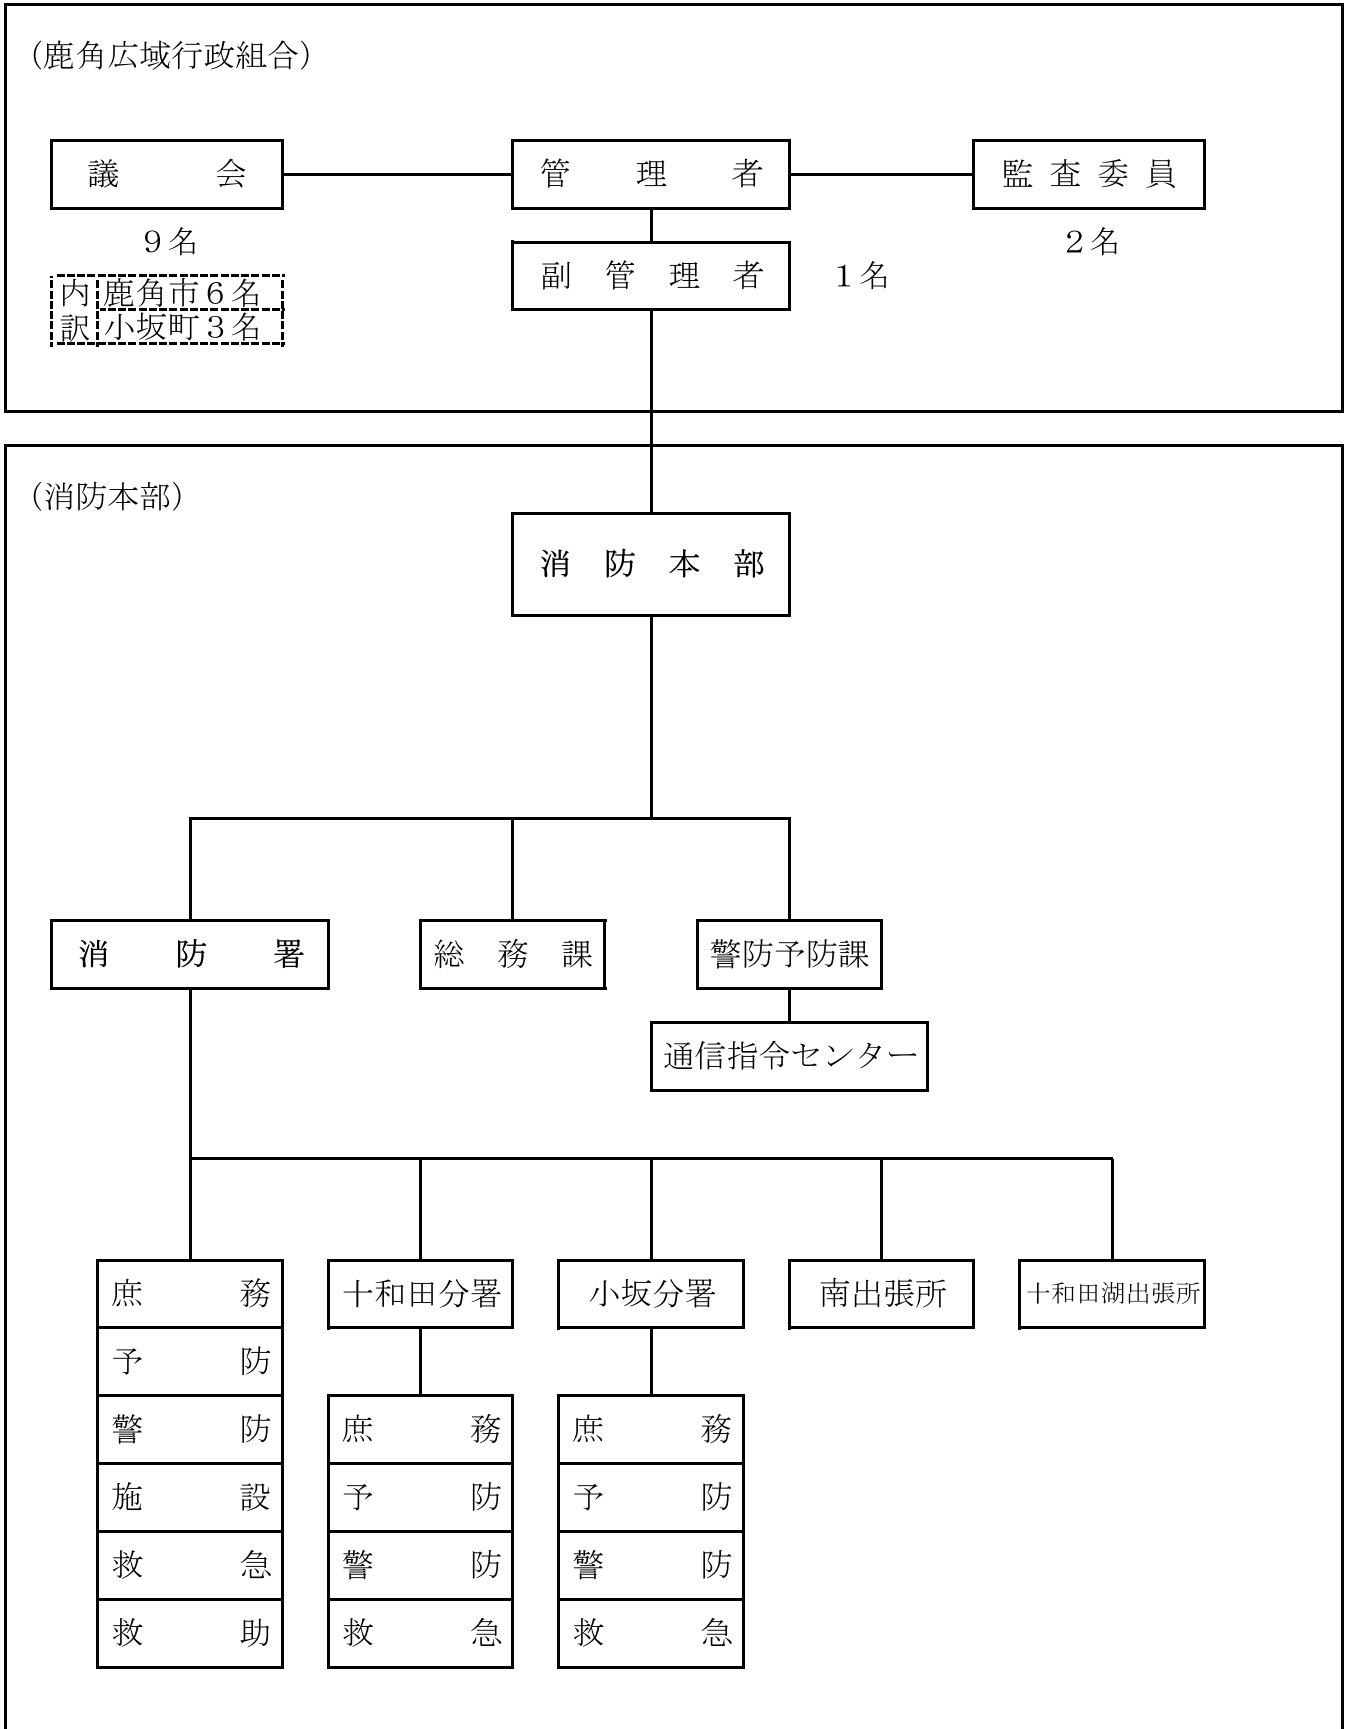 (鹿角広域行政組合)
議会 管理者 監査委員
９名 ２名
副管理者 １名
内訳 鹿角市６名
小坂町３名
(消防本部)
消防本部
消防署 総務課 警防予防課
通信指令センター
庶務 十和田分署 小坂分署 南出張所 十和田湖出張所
予防
警防 庶務 庶務
施設 予防 予防
救急 警防 警防
救助 救急 救急